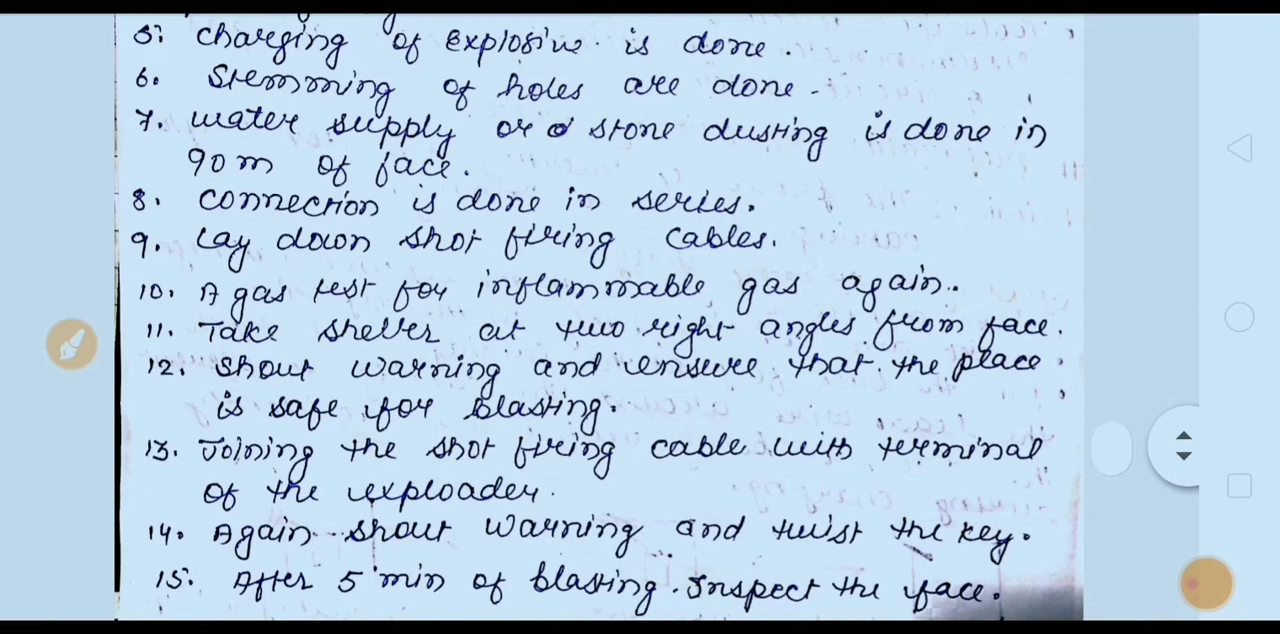 5. Charging of Explosive is done.
6. Stemming of holes are done.
7. water supply or stone dusting is done in
90m of face.
8. connection is done in series.
9. Lay down shot firing cables.
10. A gas test for inflammable gas again.
11. Take shelter at two right angles from face.
12. Shout warning and ensure that the place
is safe for blasting.
13. Joining the shot firing cable with terminal
of the exploader.
14. Again shout warning and twist the key.
15. After 5 min of blasting. Inspect the face.